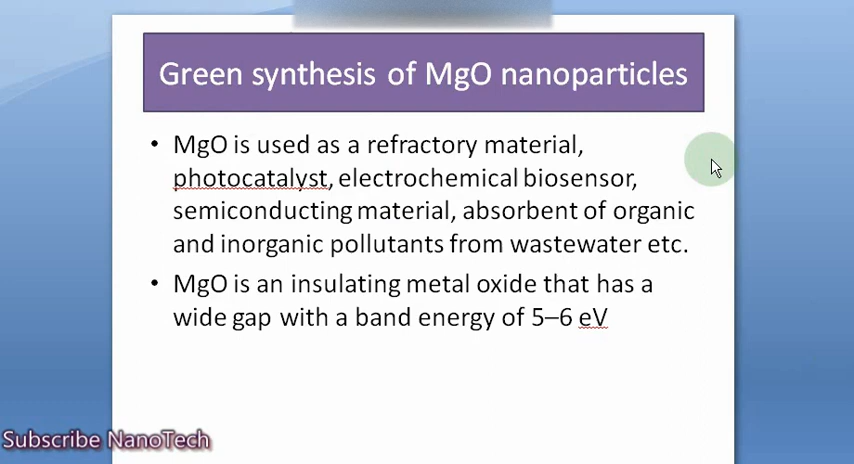 Green synthesis of MgO nanoparticles
• MgO is used as a refractory material,
photocatalyst, electrochemical biosensor,
semiconducting material, absorbent of organic
and inorganic pollutants from wastewater etc.
• MgO is an insulating metal oxide that has a
wide gap with a band energy of 5–6 eV
Subscribe NanoTech